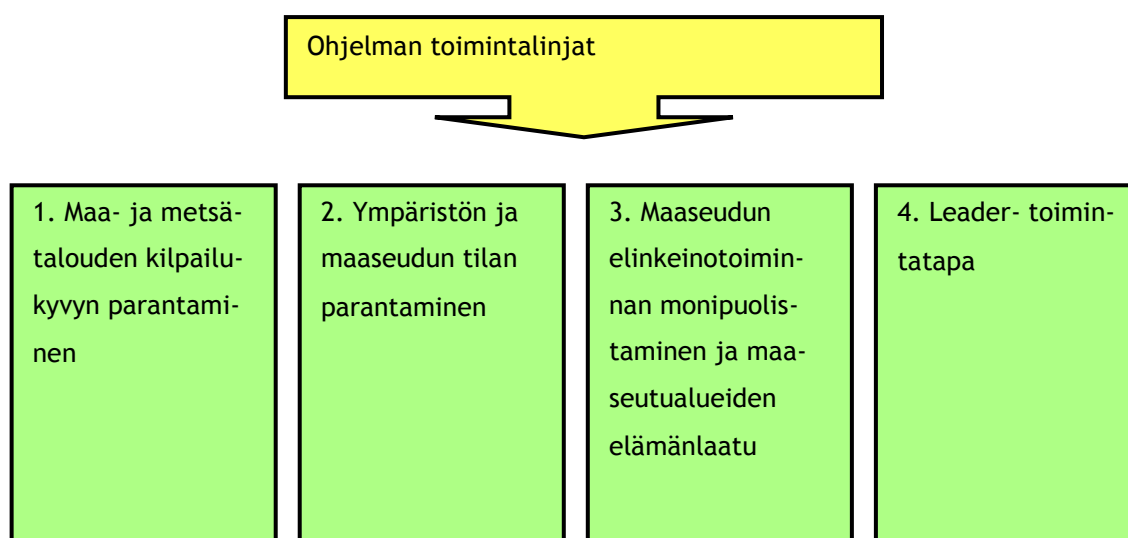 Ohjelman toimintalinjat
1. Maa- ja metsä-
talouden kilpailu-
kyvyn parantami-
nen
2. Ympäristön ja
maaseudun tilan
parantaminen
3. Maaseudun
elinkeinotoimin-
nan monipuolis-
taminen ja maa-
seutualueiden
elämänlaatu
4. Leader- toimin-
tatapa